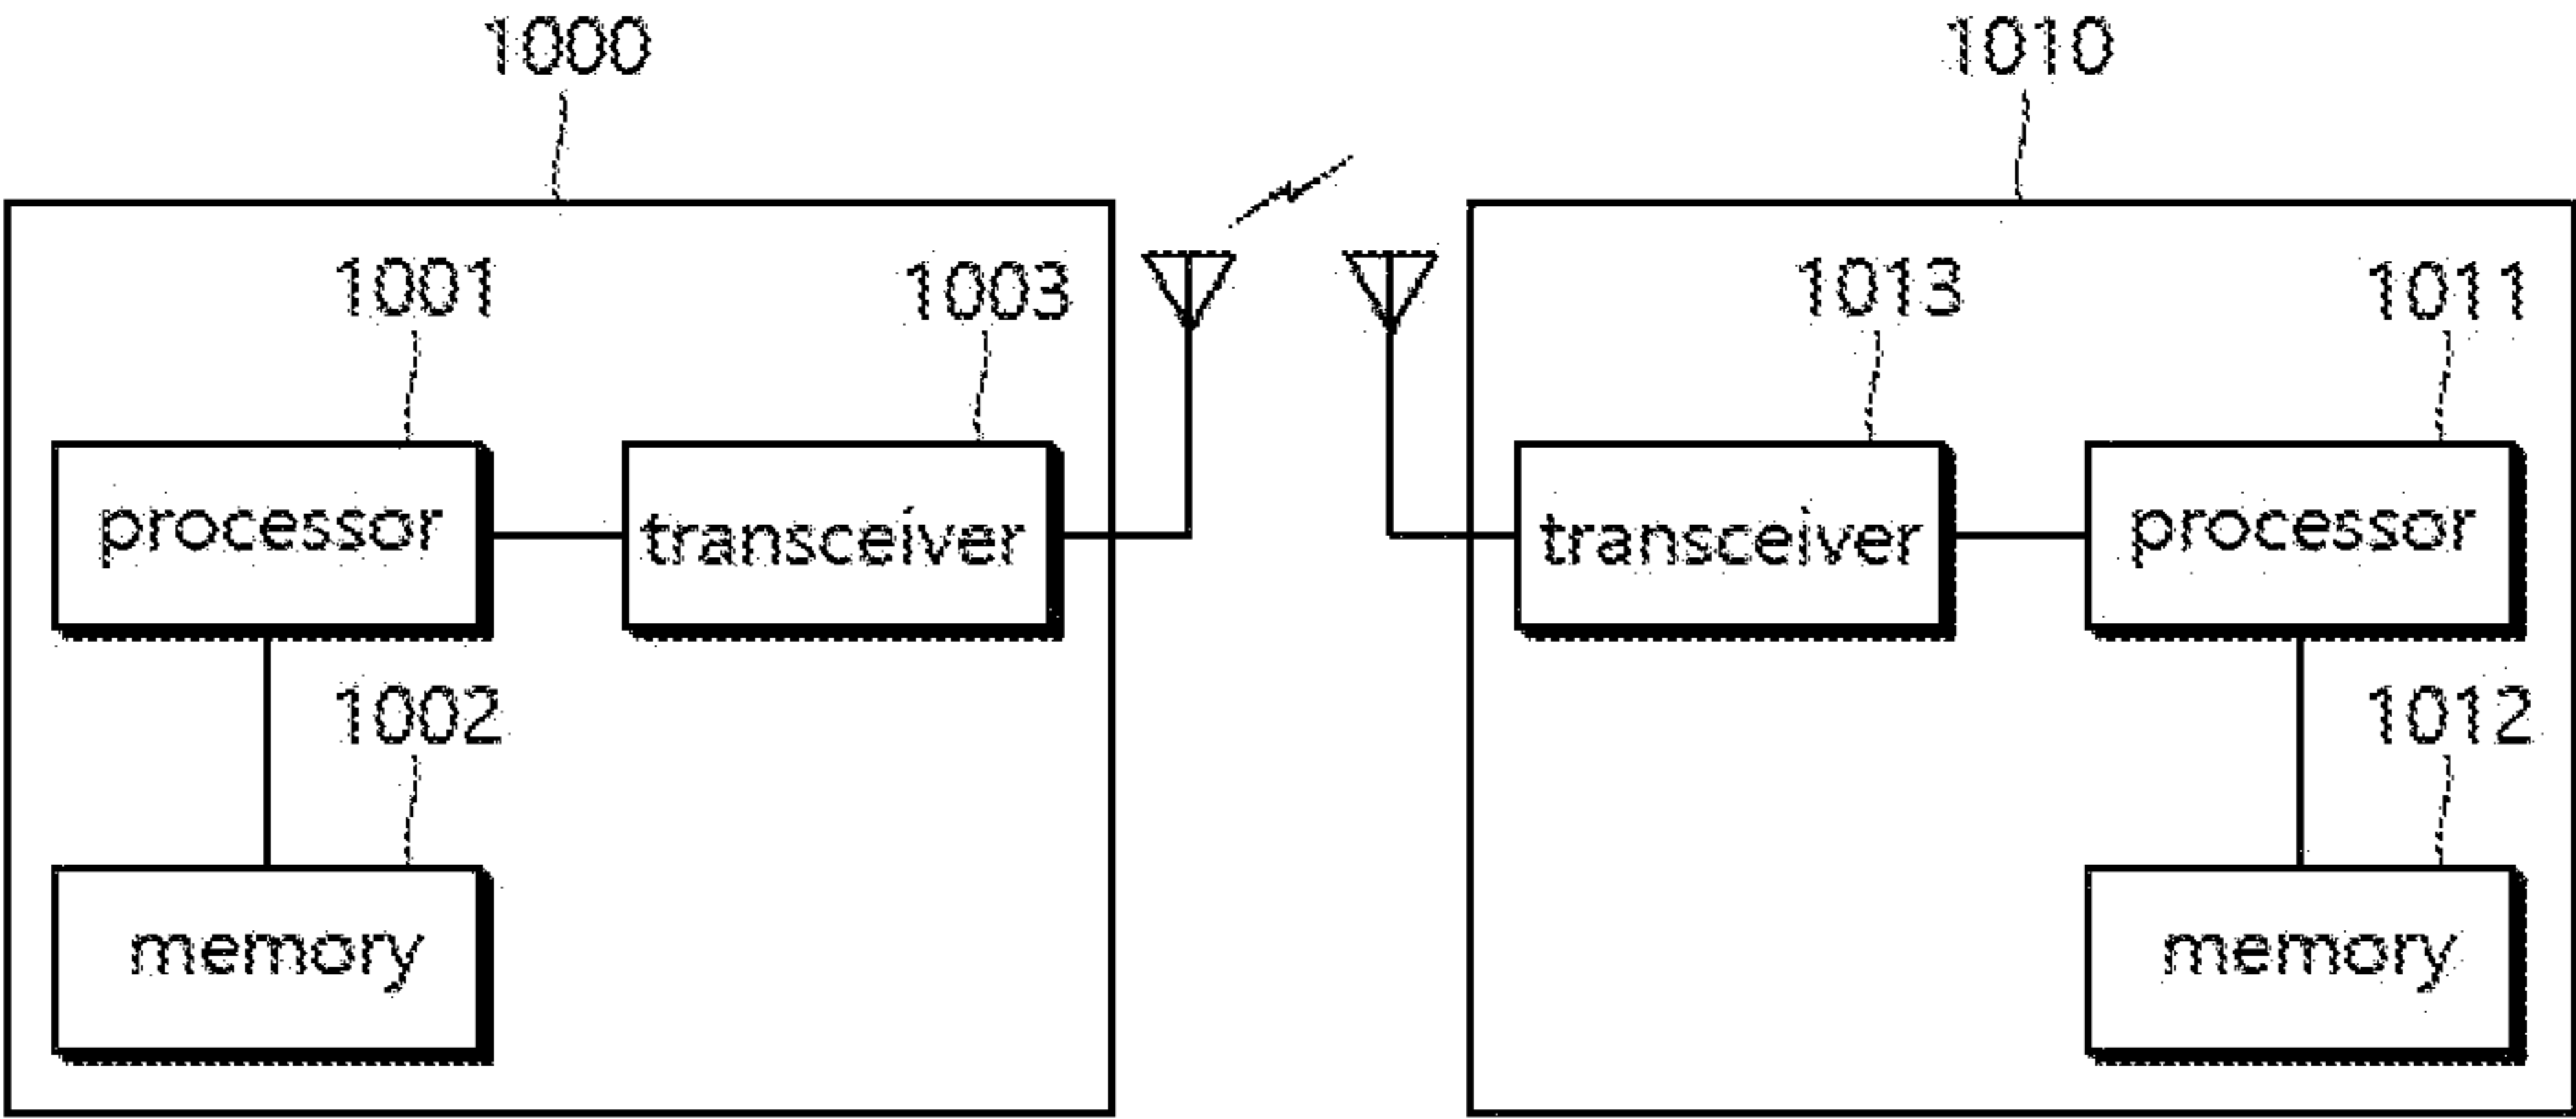 1000 1010
1001 1003 1013 1011
processor transceiver transceiver processor
1002 1012
memory memory